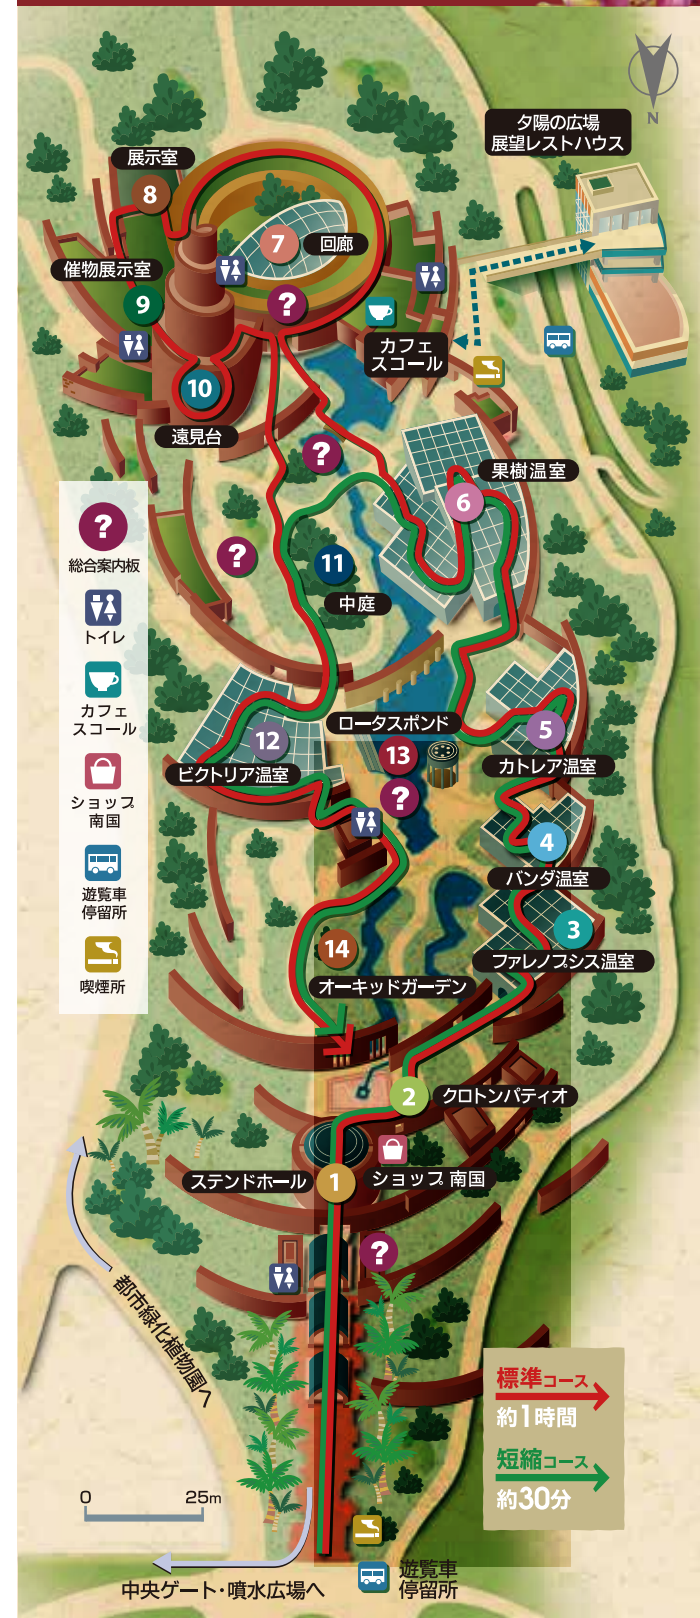 N
夕陽の広場
展望レストハウス
展示室
8
7
回廊
催物展示室
9
?
カフェ
スコール
10
遠見台
?
果樹温室
6
?
総合案内板
?
11
中庭
トイレ
カフェ
スコール
ロータスポンド
12
13
5
ビクトリア温室
カトレア温室
ショップ
南国
?
4
バンダ温室
遊覧車
停留所
3
14
ファレノプシス温室
喫煙所
オーキッドガーデン
2
クロトンパティオ
ステンドホール
1
ショップ 南国
?
都市緑化植物園へ
標準コース
約1時間
短縮コース
約30分
0 25m
中央ゲート・噴水広場へ
遊覧車
停留所